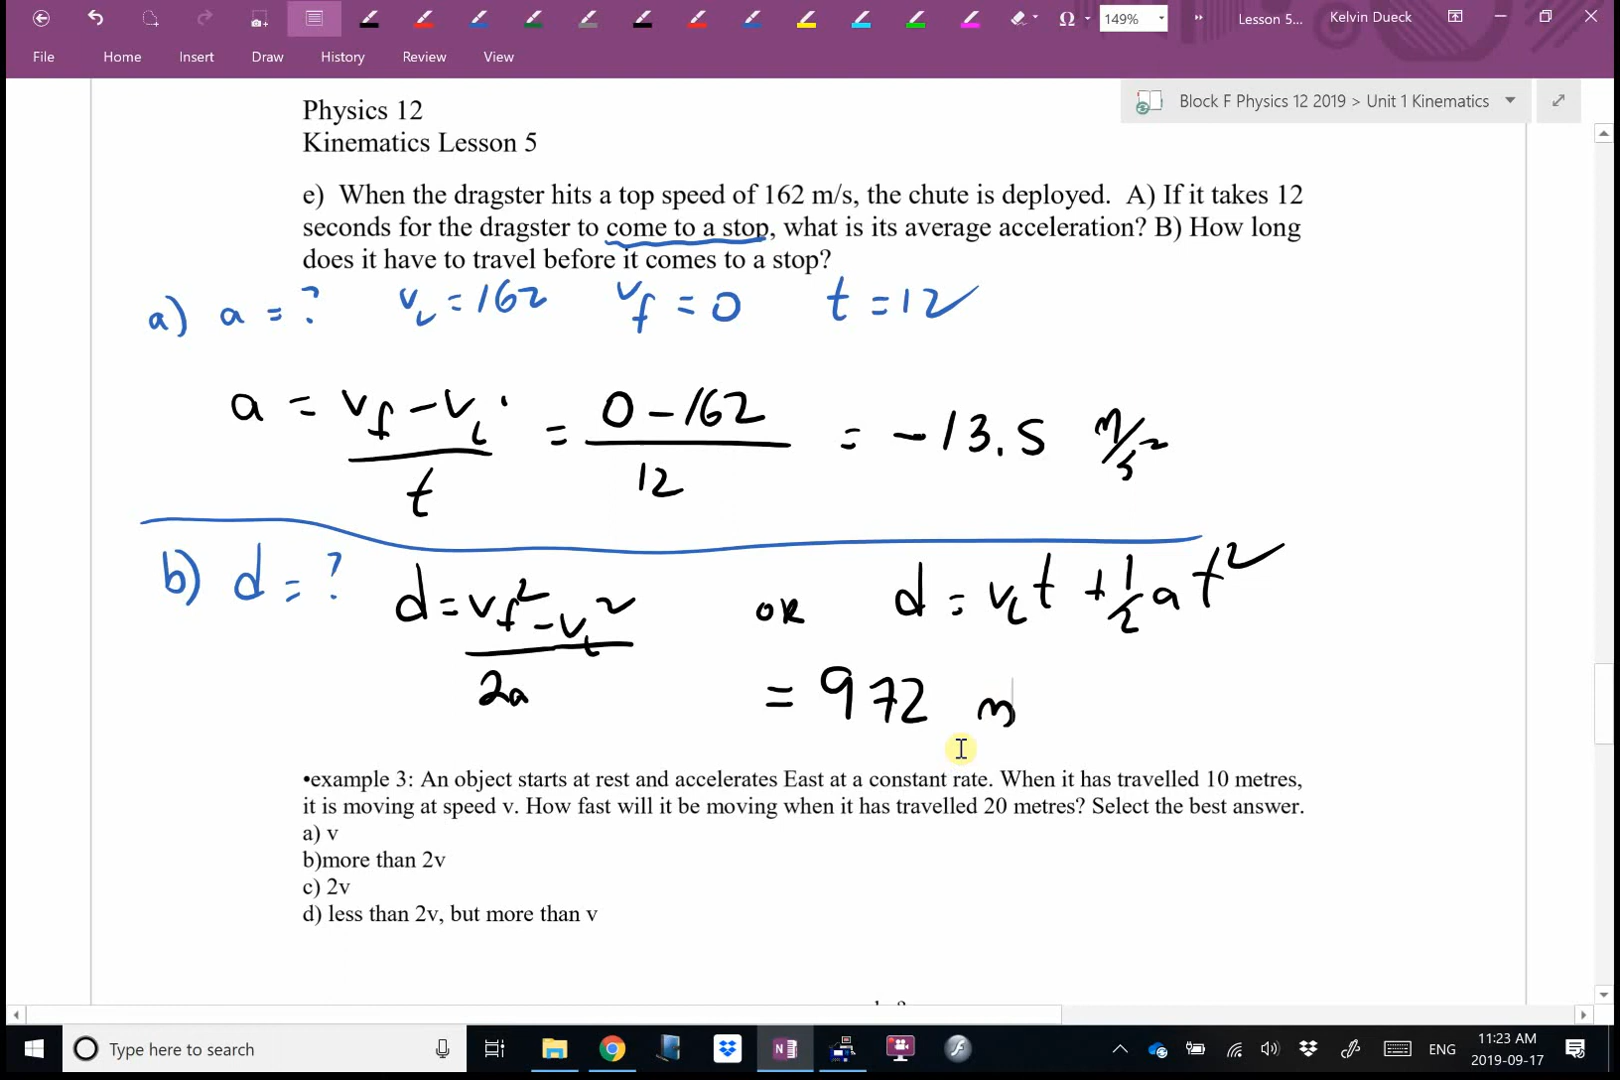 Lesson 5...
Kelvin Dueck
149%
File Home Insert Draw History Review View
Block F Physics 12 2019 > Unit 1 Kinematics
Physics 12
Kinematics Lesson 5
e) When the dragster hits a top speed of 162 m/s, the chute is deployed. A) If it takes 12
seconds for the dragster to come to a stop, what is its average acceleration? B) How long
does it have to travel before it comes to a stop?
a) a = ? vi = 162 vf = 0 t = 12
a = (vf - vi)/t = (0 - 162)/12 = -13.5 m/s²
b) d = ? d = (vf² - vi²)/2a OR d = vit + 1/2 at²
= 972 m
•example 3: An object starts at rest and accelerates East at a constant rate. When it has travelled 10 metres,
it is moving at speed v. How fast will it be moving when it has travelled 20 metres? Select the best answer.
a) v
b)more than 2v
c) 2v
d) less than 2v, but more than v
Type here to search
ENG
11:23 AM
2019-09-17